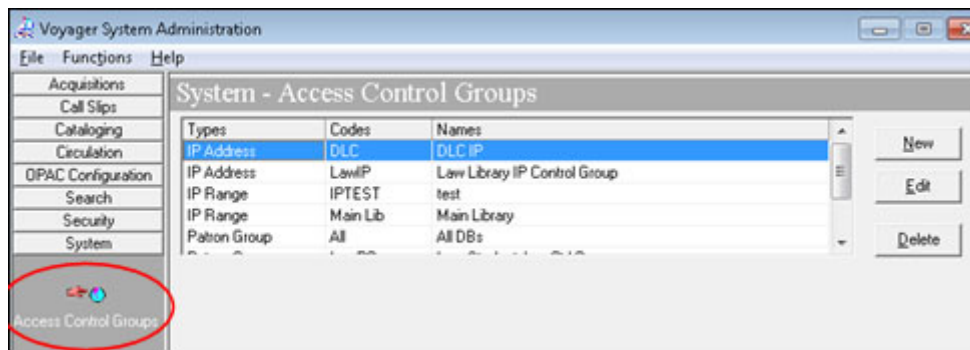 Voyager System Administration
File Functions Help
Acquisitions
Call Slips
Cataloging
Circulation
OPAC Configuration
Search
Security
System
Access Control Groups
System - Access Control Groups
Types Codes Names
IP Address DLC DLC IP
IP Address LawIP Law Library IP Control Group
IP Range IPTEST test
IP Range Main Lib Main Library
Patron Group All All DBs
New
Edit
Delete